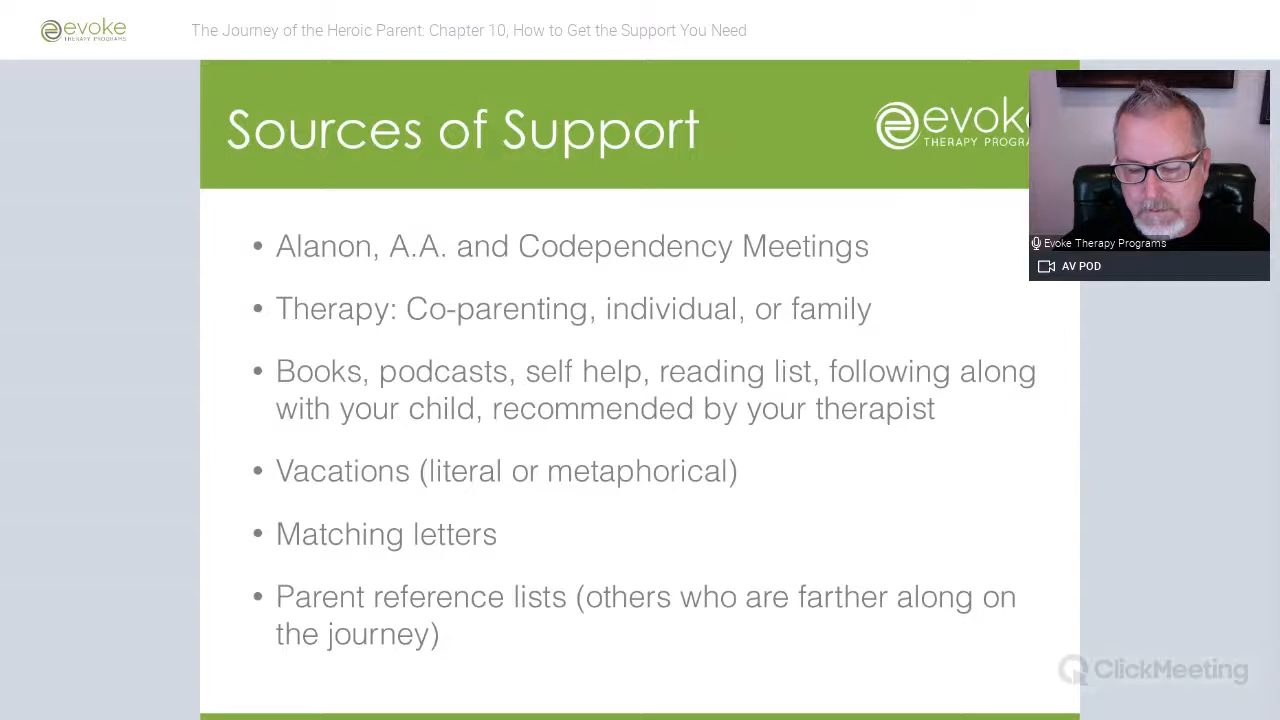 evoke
THERAPY PROGRAMS
The Journey of the Heroic Parent: Chapter 10, How to Get the Support You Need
Sources of Support
evoke
THERAPY PROGRA
Evoke Therapy Programs
AV POD
• Alanon, A.A. and Codependency Meetings
• Therapy: Co-parenting, individual, or family
• Books, podcasts, self help, reading list, following along
with your child, recommended by your therapist
• Vacations (literal or metaphorical)
• Matching letters
• Parent reference lists (others who are farther along on
the journey)
ClickMeeting